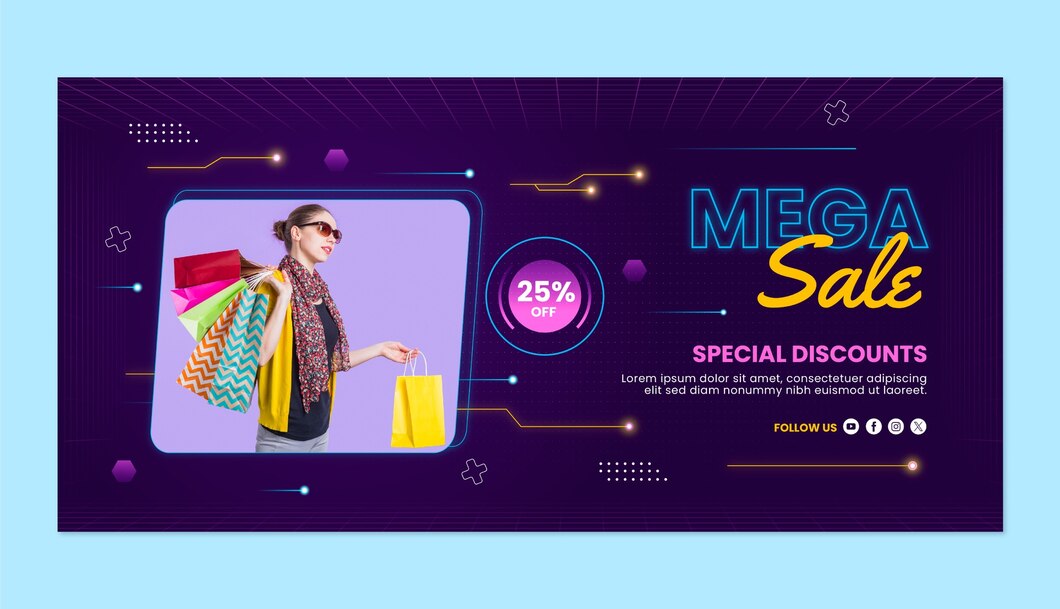 MEGA
Sale
25%
OFF
SPECIAL DISCOUNTS
Lorem ipsum dolor sit amet, consectetuer adipiscing
elit sed diam nonummy nibh euismod ut laoreet.
FOLLOW US